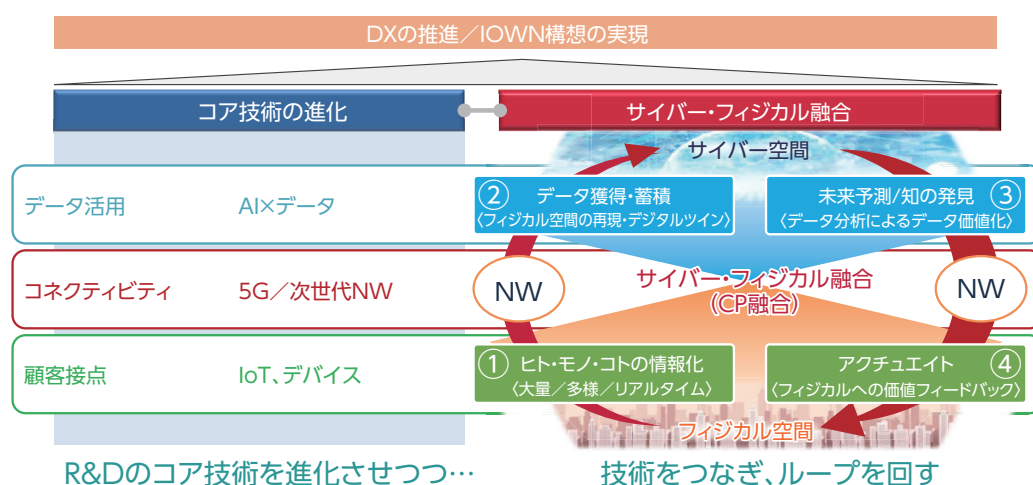 DXの推進／IOWN構想の実現
コア技術の進化
サイバー・フィジカル融合
サイバー空間
データ活用
AI×データ
② データ獲得・蓄積
〈フィジカル空間の再現・デジタルツイン〉
未来予測/知の発見 ③
〈データ分析によるデータ価値化〉
コネクティビティ
5G／次世代NW
NW
サイバー・フィジカル融合
(CP融合)
NW
顧客接点
IoT、デバイス
① ヒト・モノ・コトの情報化
〈大量／多様／リアルタイム〉
アクチュエイト ④
〈フィジカルへの価値フィードバック〉
フィジカル空間
R&Dのコア技術を進化させつつ…
技術をつなぎ、ループを回す